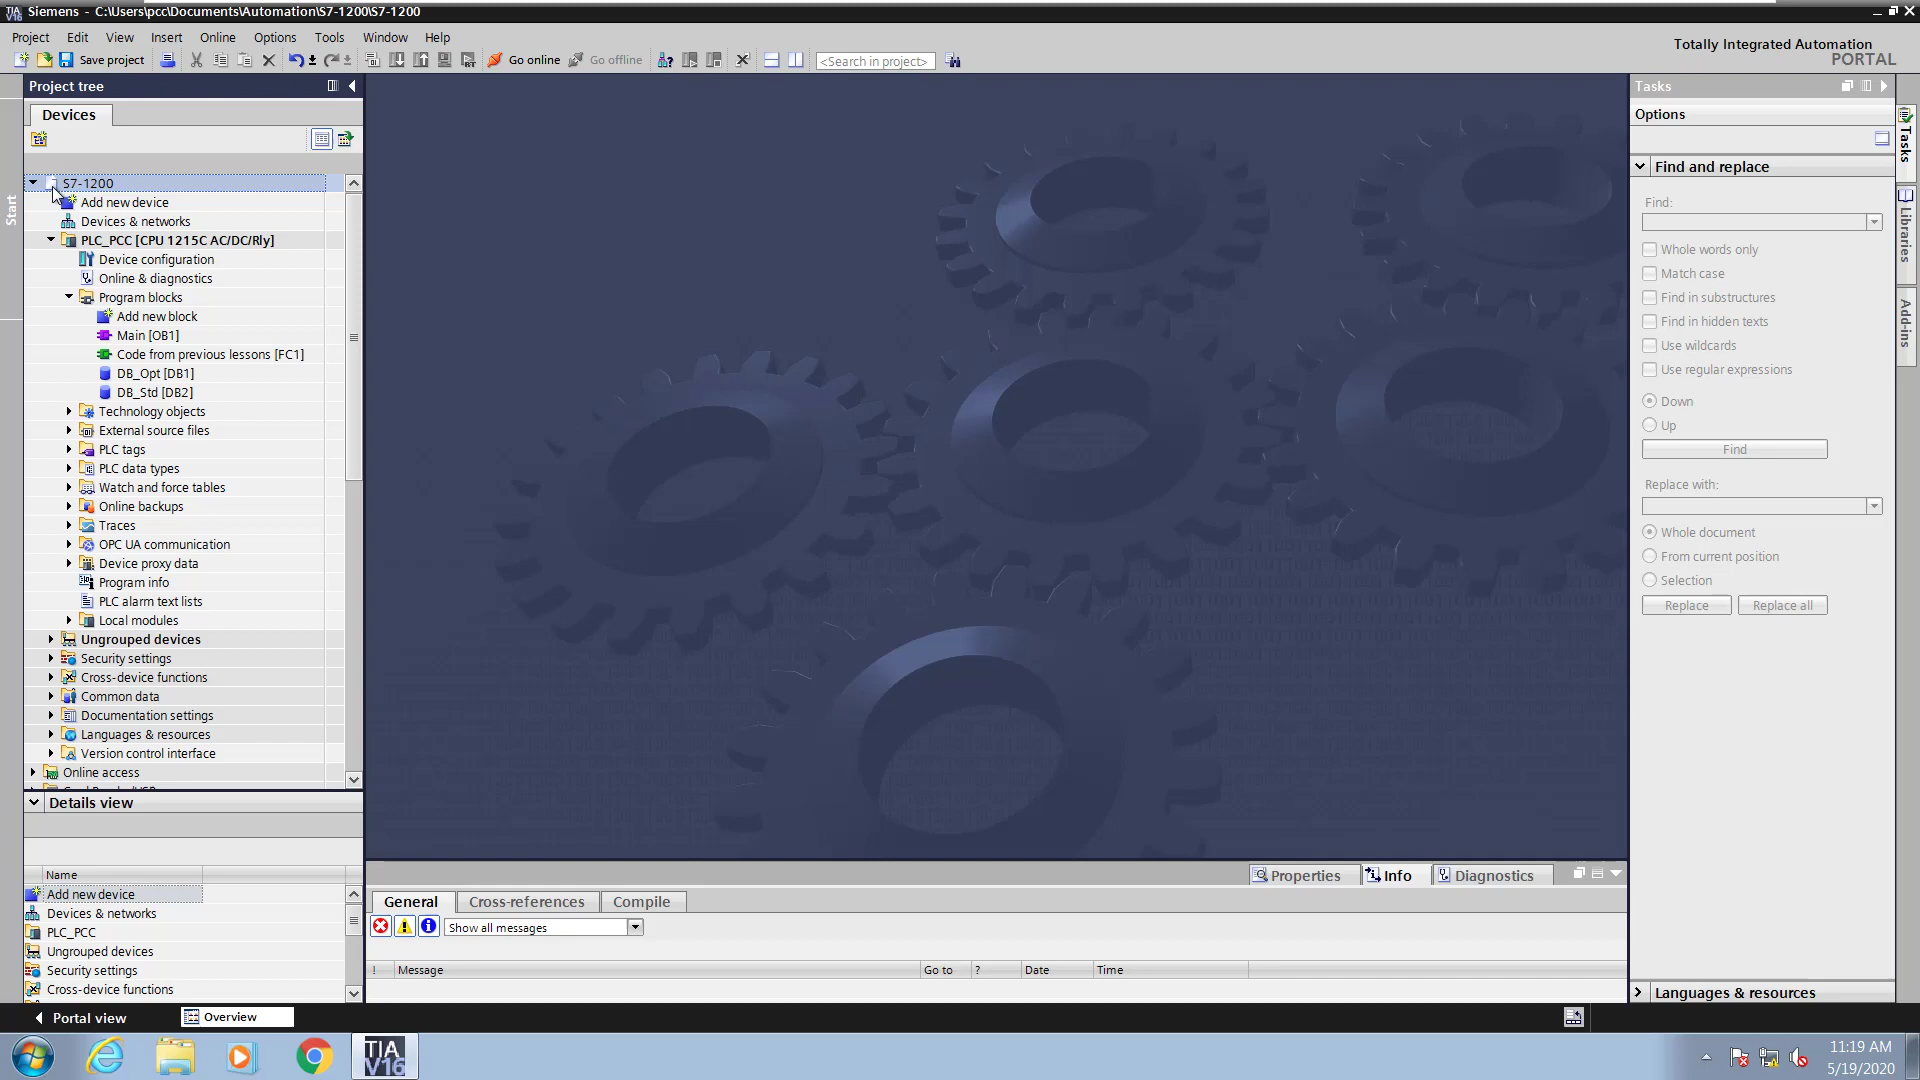 Siemens - C:\Users\pcc\Documents\Automation\S7-1200\S7-1200
Project Edit View Insert Online Options Tools Window Help
Totally Integrated Automation
PORTAL
Save project
Go online
Go offline
<Search in project>
Project tree
Devices
Start
S7-1200
Add new device
Devices & networks
PLC_PCC [CPU 1215C AC/DC/Rly]
Device configuration
Online & diagnostics
Program blocks
Add new block
Main [OB1]
Code from previous lessons [FC1]
DB_Opt [DB1]
DB_Std [DB2]
Technology objects
External source files
PLC tags
PLC data types
Watch and force tables
Online backups
Traces
OPC UA communication
Device proxy data
Program info
PLC alarm text lists
Local modules
Ungrouped devices
Security settings
Cross-device functions
Common data
Documentation settings
Languages & resources
Version control interface
Online access
Details view
Name
Add new device
Devices & networks
PLC_PCC
Ungrouped devices
Security settings
Cross-device functions
Properties
Info
Diagnostics
General
Cross-references
Compile
Show all messages
! Message Go to ? Date Time
Tasks
Options
Find and replace
Find:
Whole words only
Match case
Find in substructures
Find in hidden texts
Use wildcards
Use regular expressions
Down
Up
Find
Replace with:
Whole document
From current position
Selection
Replace
Replace all
Languages & resources
Tasks
Libraries
Add-ins
Portal view
Overview
TIA
V16
11:19 AM
5/19/2020